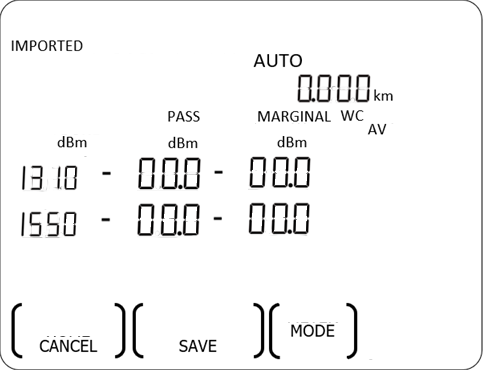 IMPORTED
AUTO
0.000 km
PASS MARGINAL WC
AV
dBm dBm dBm
1310 - 00.0 - 00.0
1550 - 00.0 - 00.0
CANCEL SAVE MODE